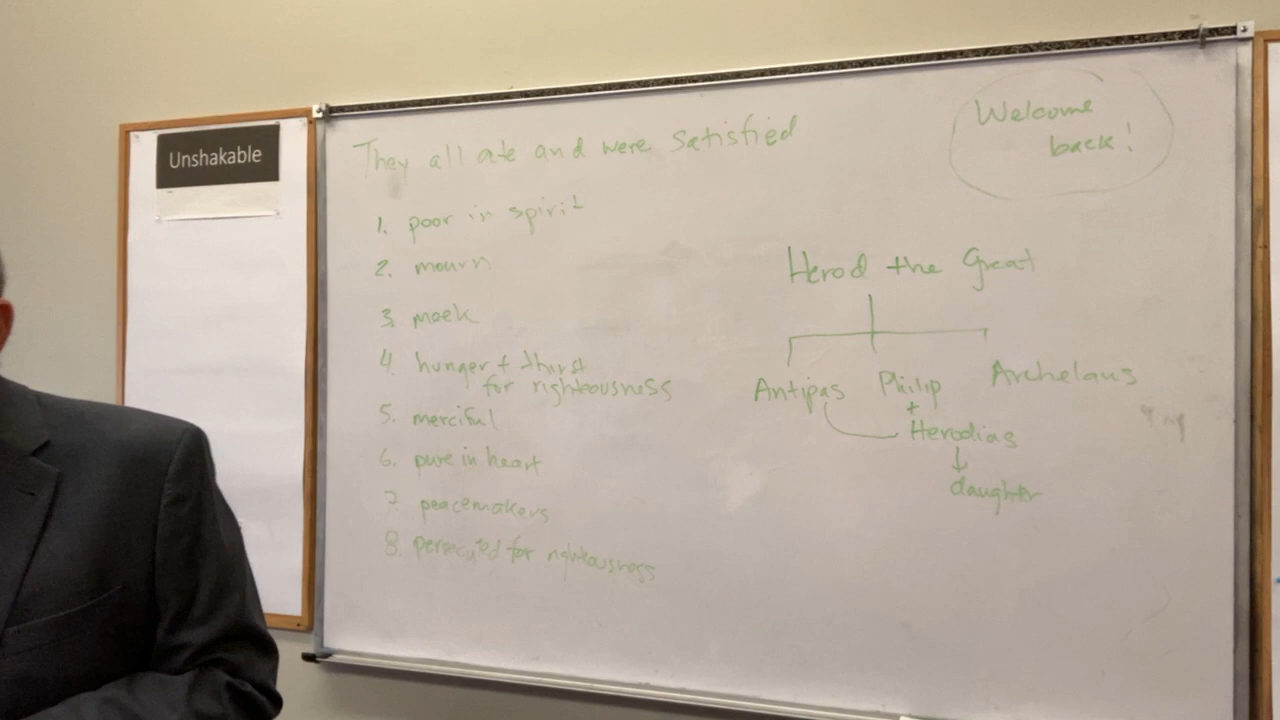 Unshakable
They all ate and were satisfied
Welcome
back!
1. poor in spirit
2. mourn
3. meek
4. hunger + thirst
for righteousness
5. merciful
6. pure in heart
7. peacemakers
8. persecuted for righteousness
Herod the Great
Antipas Philip Archelaus
+
Herodias
↓
daughter